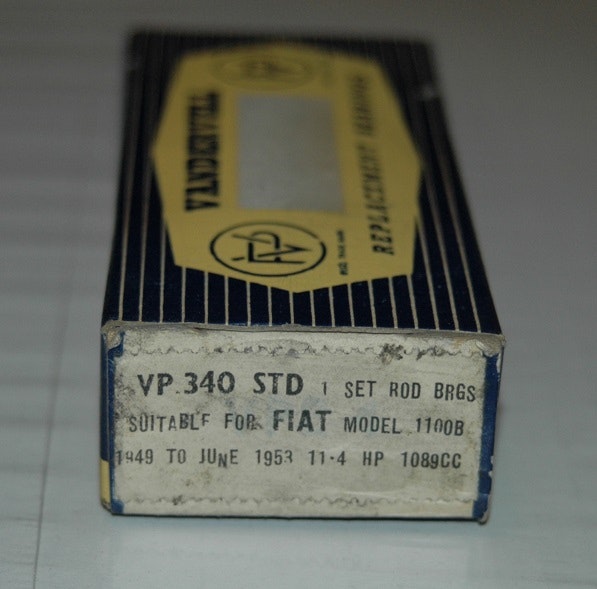 VANDERVELL
REPLACEMENT BEARINGS
VP
VP 340 STD 1 SET ROD BRGS
SUITABLE FOR FIAT MODEL 1100B
1949 TO JUNE 1953 11·4 HP 1089CC